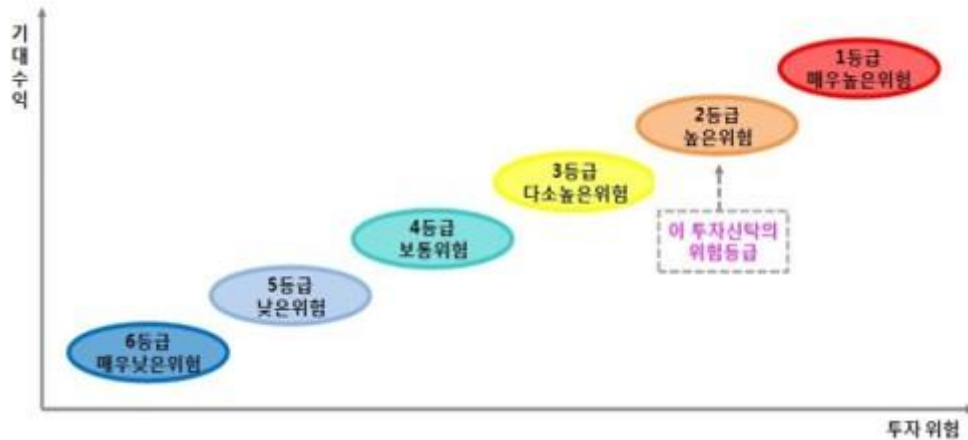 기대수익
1등급
매우높은위험
2등급
높은위험
3등급
다소높은위험
이 투자신탁의
위험등급
4등급
보통위험
5등급
낮은위험
6등급
매우낮은위험
투자 위험